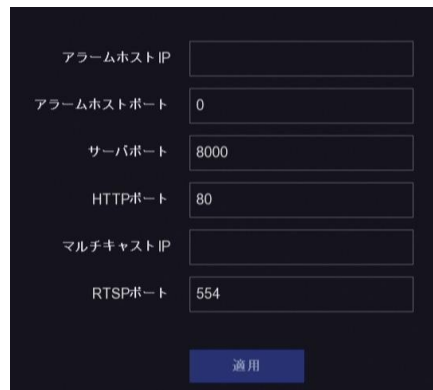 アラームホストIP
アラームホストポート 0
サーバポート 8000
HTTPポート 80
マルチキャストIP
RTSPポート 554
適用